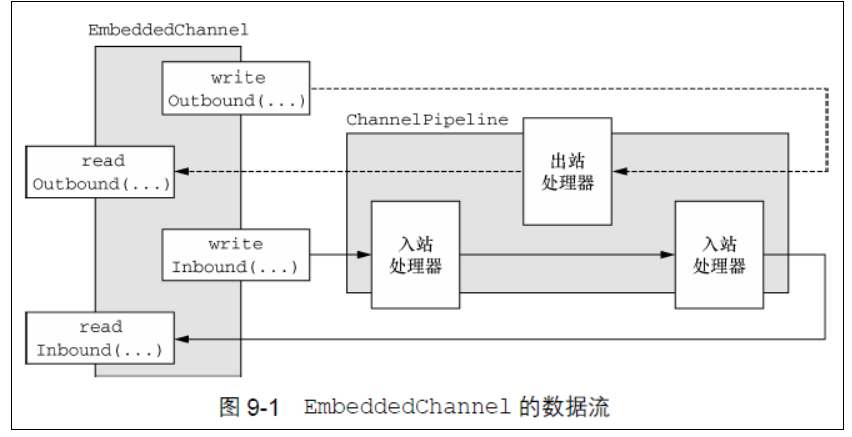 EmbeddedChannel
write
Outbound(...)
ChannelPipeline
出站
处理器
read
Outbound(...)
write
Inbound(...)
入站
处理器
入站
处理器
read
Inbound(...)
图 9-1 EmbeddedChannel 的数据流